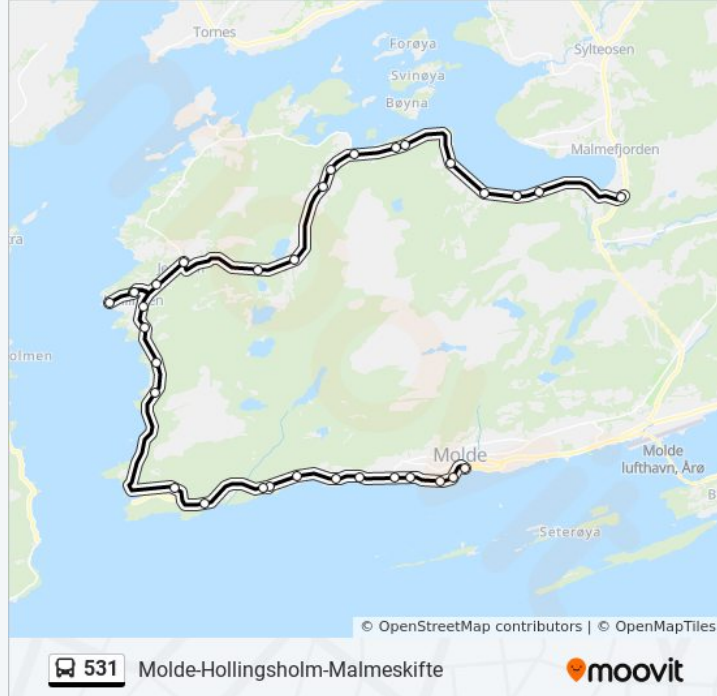 Tornes
Forøya
Sylteosen
Svinøya
Bøyna
Malmefjorden
olmen
Molde
Molde
lufthavn, Årø
Seterøya
© OpenStreetMap contributors | © OpenMapTiles
531 Molde-Hollingsholm-Malmeskifte
moovit